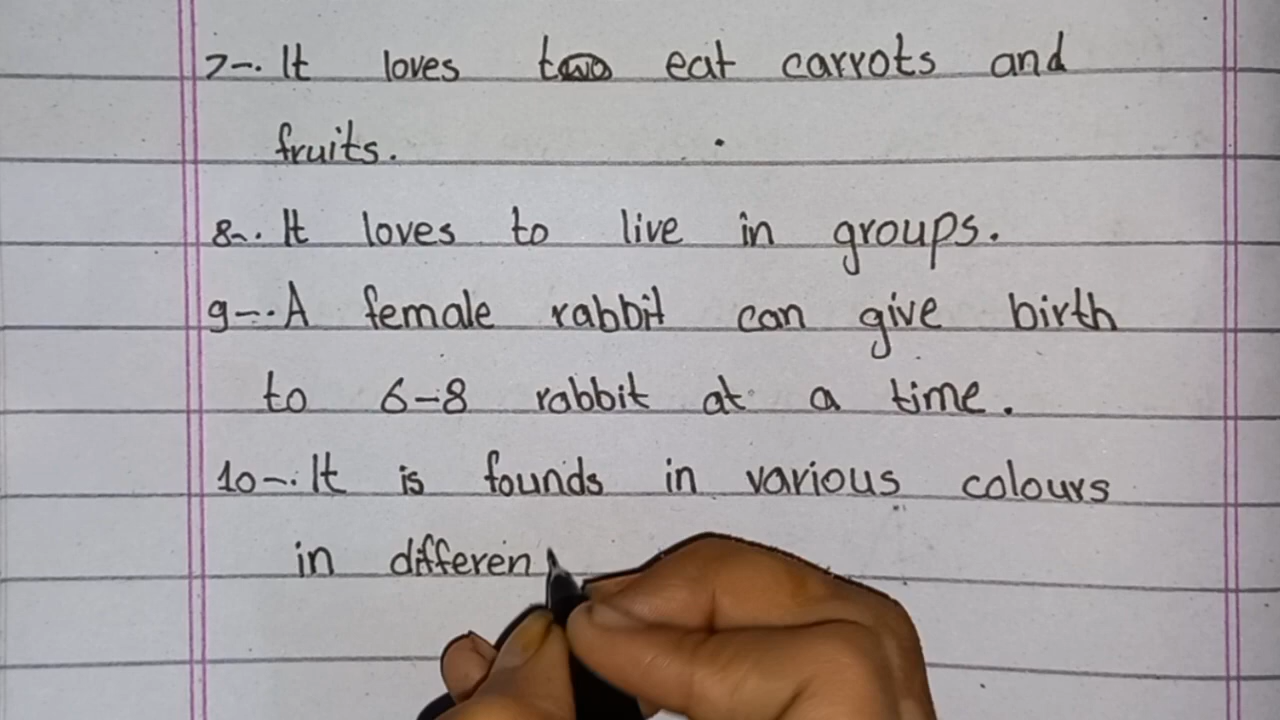 7-. It loves to eat carrots and
fruits.
8-. It loves to live in groups.
9-. A female rabbit can give birth
to 6-8 rabbit at a time.
10-. It is founds in various colours
in differen